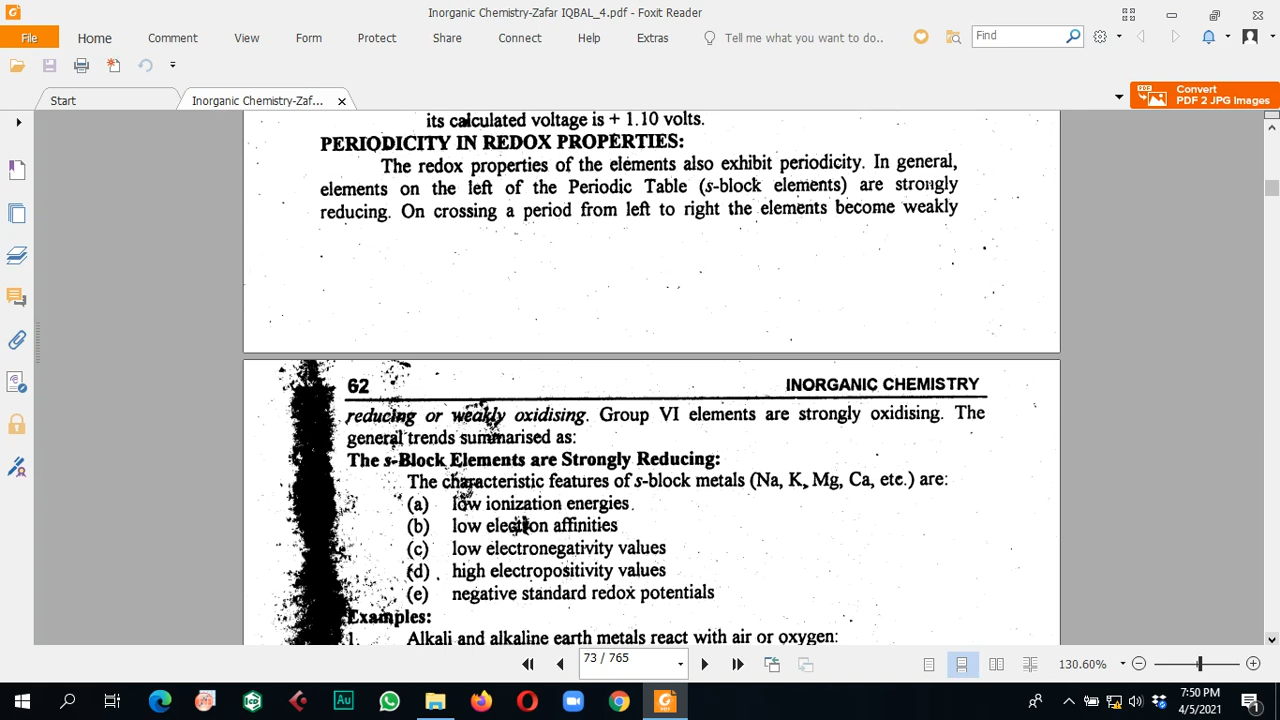 Inorganic Chemistry-Zafar IQBAL_4.pdf - Foxit Reader
File Home Comment View Form Protect Share Connect Help Extras Tell me what you want to do.. Find
Start Inorganic Chemistry-Zaf... Convert
PDF 2 JPG Images
its calculated voltage is + 1.10 volts.
PERIODICITY IN REDOX PROPERTIES:
The redox properties of the elements also exhibit periodicity. In general,
elements on the left of the Periodic Table (s-block elements) are strongly
reducing. On crossing a period from left to right the elements become weakly
62 INORGANIC CHEMISTRY
reducing or weakly oxidising. Group VI elements are strongly oxidising. The
general trends summarised as:
The s-Block Elements are Strongly Reducing:
The characteristic features of s-block metals (Na, K, Mg, Ca, etc.) are:
(a) low ionization energies
(b) low electron affinities
(c) low electronegativity values
(d) high electropositivity values
(e) negative standard redox potentials
Examples:
1. Alkali and alkaline earth metals react with air or oxygen:
73 / 765 130.60%
Au 7:50 PM
4/5/2021